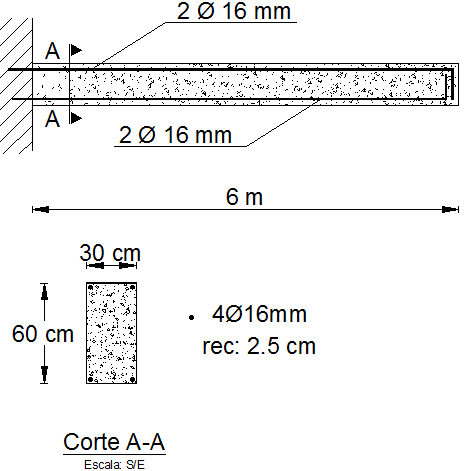 2 Ø 16 mm
A
A
2 Ø 16 mm
6 m
30 cm
60 cm
4Ø16mm
rec: 2.5 cm
Corte A-A
Escala: S/E